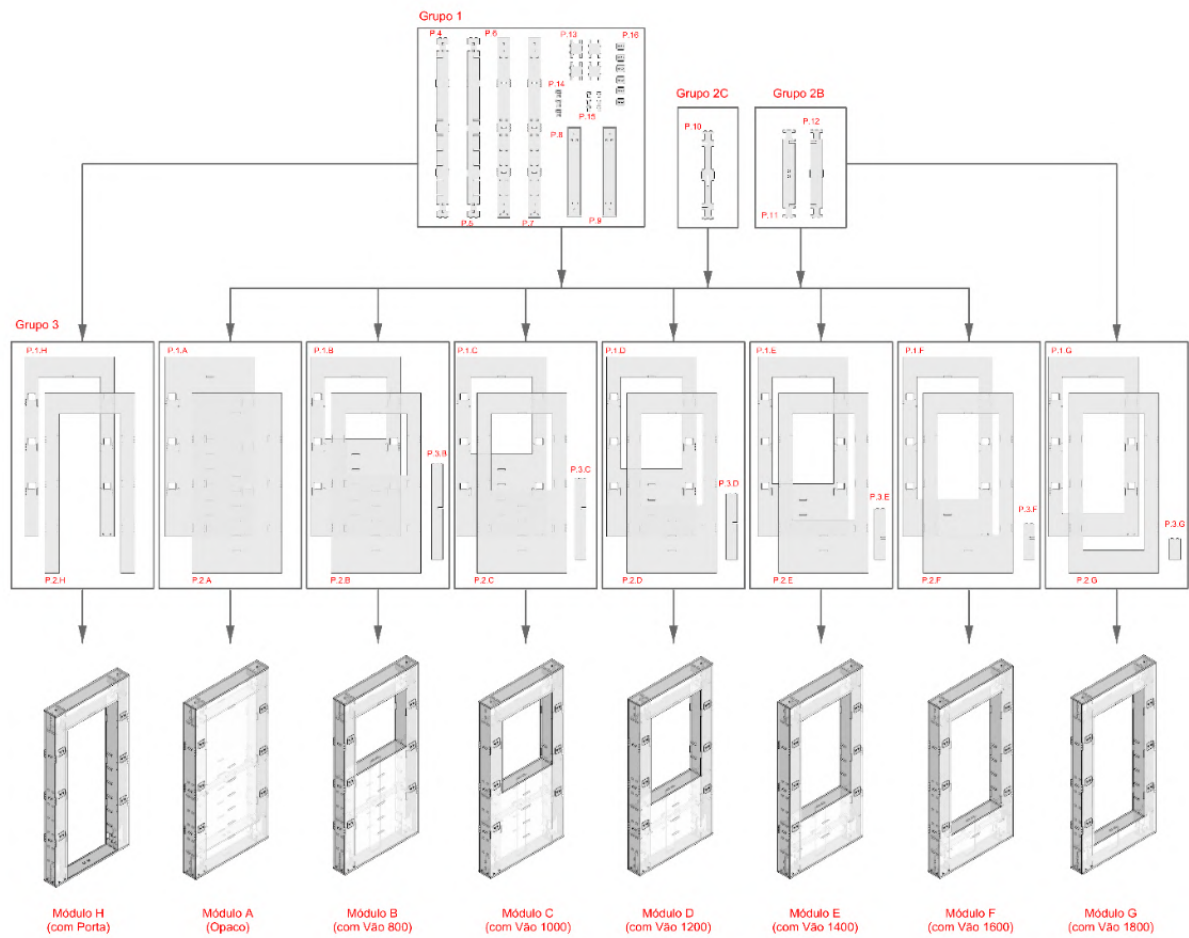 Grupo 1
P.4
P.6
P.13
P.16
P.14
P.15
P.8
P.5
P.7
P.9
Grupo 2C
P.10
Grupo 2B
P.12
P.11
Grupo 3
P.1.H
P.1.A
P.1.B
P.1.C
P.1.D
P.1.E
P.1.F
P.1.G
P.3.B
P.3.C
P.3.D
P.3.E
P.3.F
P.3.G
P.2.H
P.2.A
P.2.B
P.2.C
P.2.D
P.2.E
P.2.F
P.2.G
Módulo H
(com Porta)
Módulo A
(Opaco)
Módulo B
(com Vão 800)
Módulo C
(com Vão 1000)
Módulo D
(com Vão 1200)
Módulo E
(com Vão 1400)
Módulo F
(com Vão 1600)
Módulo G
(com Vão 1800)